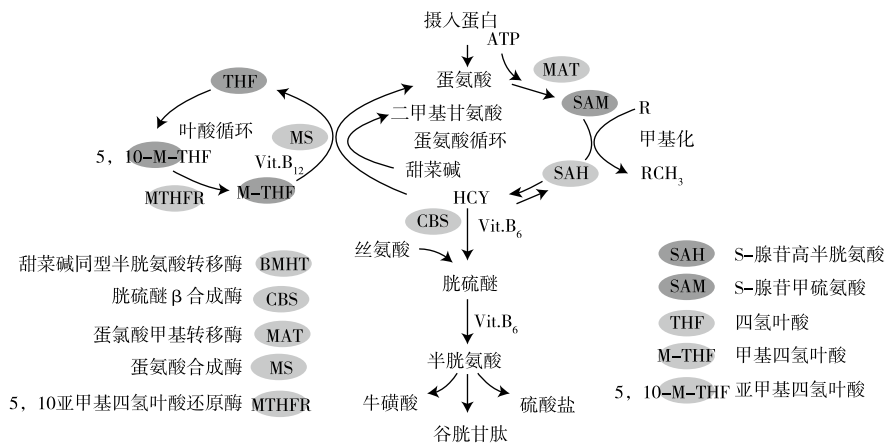 摄入蛋白
ATP
MAT
蛋氨酸
THF
SAM
二甲基甘氨酸
R
叶酸循环
MS
蛋氨酸循环
甲基化
5，10-M-THF
Vit.B12
甜菜碱
SAH
RCH3
MTHFR
M-THF
HCY
CBS
Vit.B6
丝氨酸
胱硫醚
Vit.B6
半胱氨酸
牛磺酸
硫酸盐
谷胱甘肽
甜菜碱同型半胱氨酸转移酶 BMHT
胱硫醚β合成酶 CBS
蛋氯酸甲基转移酶 MAT
蛋氨酸合成酶 MS
5，10亚甲基四氢叶酸还原酶 MTHFR
SAH S-腺苷高半胱氨酸
SAM S-腺苷甲硫氨酸
THF 四氢叶酸
M-THF 甲基四氢叶酸
5，10-M-THF 亚甲基四氢叶酸